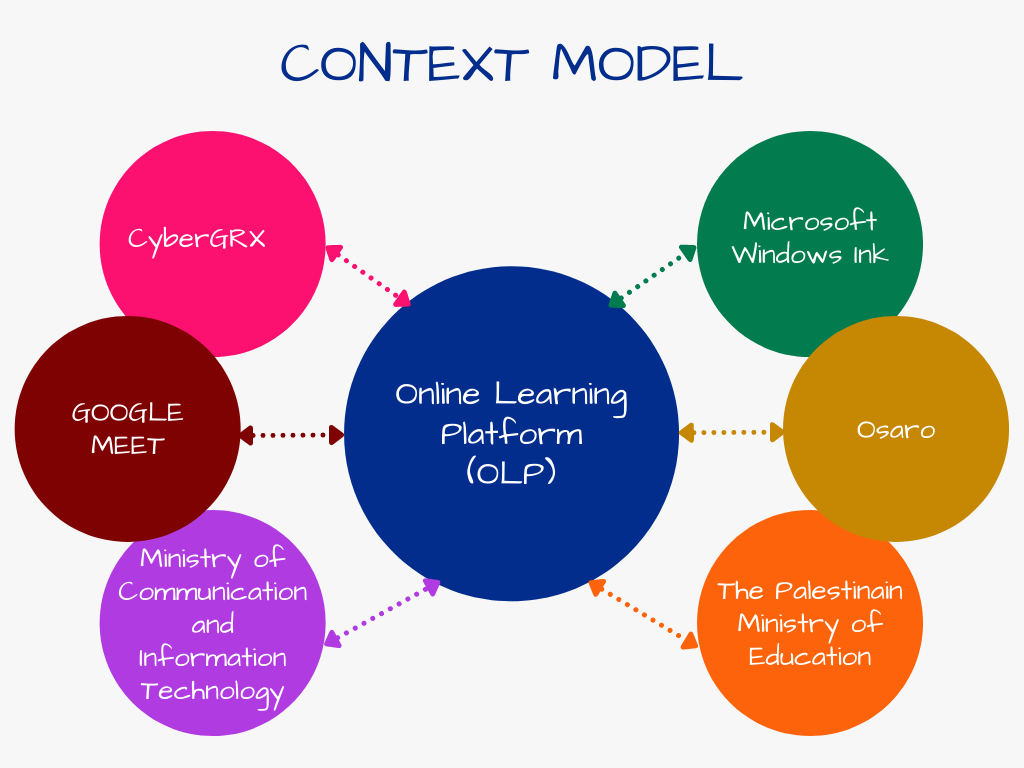 CONTEXT MODEL
CyberGRX
Microsoft
Windows Ink
GOOGLE
MEET
Online Learning
Platform
(OLP)
Osaro
Ministry of
Communication
and
Information
Technology
The Palestinain
Ministry of
Education